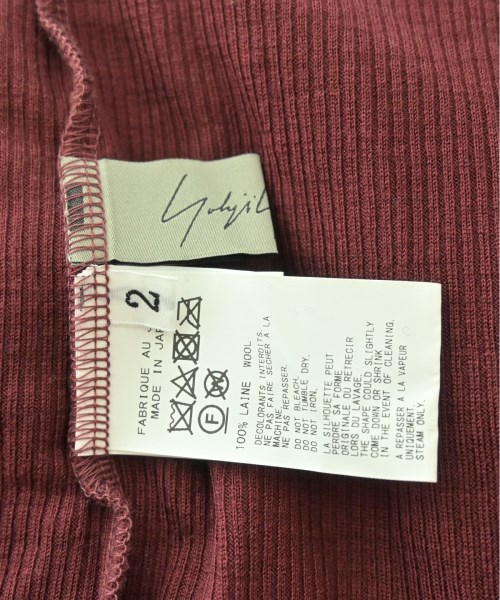 Yohji
2
FABRIQUE AU
MADE IN JAP
F
W
100% LAINE WOOL
DECOLORANTS INTERDITS.
NE PAS FAIRE SECHER A LA
MACHINE.
NE PAS REPASSER.
DO NOT BLEACH.
DO NOT TUMBLE DRY.
DO NOT IRON.
LA SILHOUETTE PEUT
PERDRE SA FORME
ORIGINALE OU RETRECIR
LORS DU LAVAGE.
THE SHAPE COULD SLIGHTLY
COME DOWN OR SHRINK
IN THE EVENT OF CLEANING.
A REPASSER A LA VAPEUR
UNIQUEMENT.
STEAM ONLY.